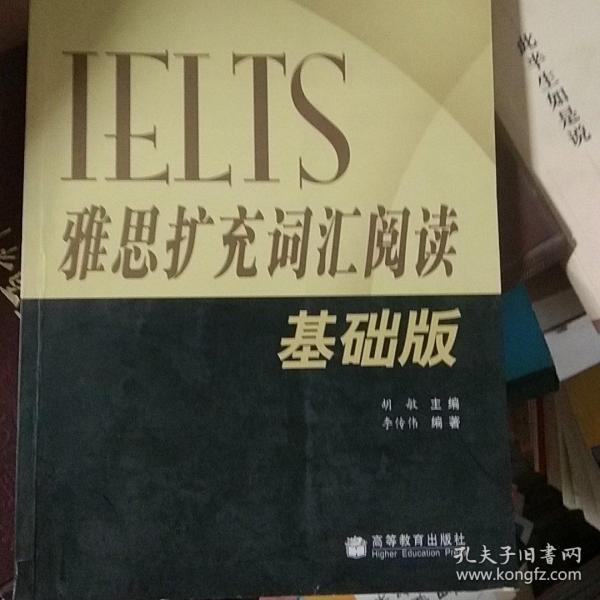 IELTS
雅思扩充词汇阅读
基础版
胡敏 主编
李传伟 编著
高等教育出版社
Higher Education Pr
此半生如是说
孔夫子旧书网
www.kongfz.com